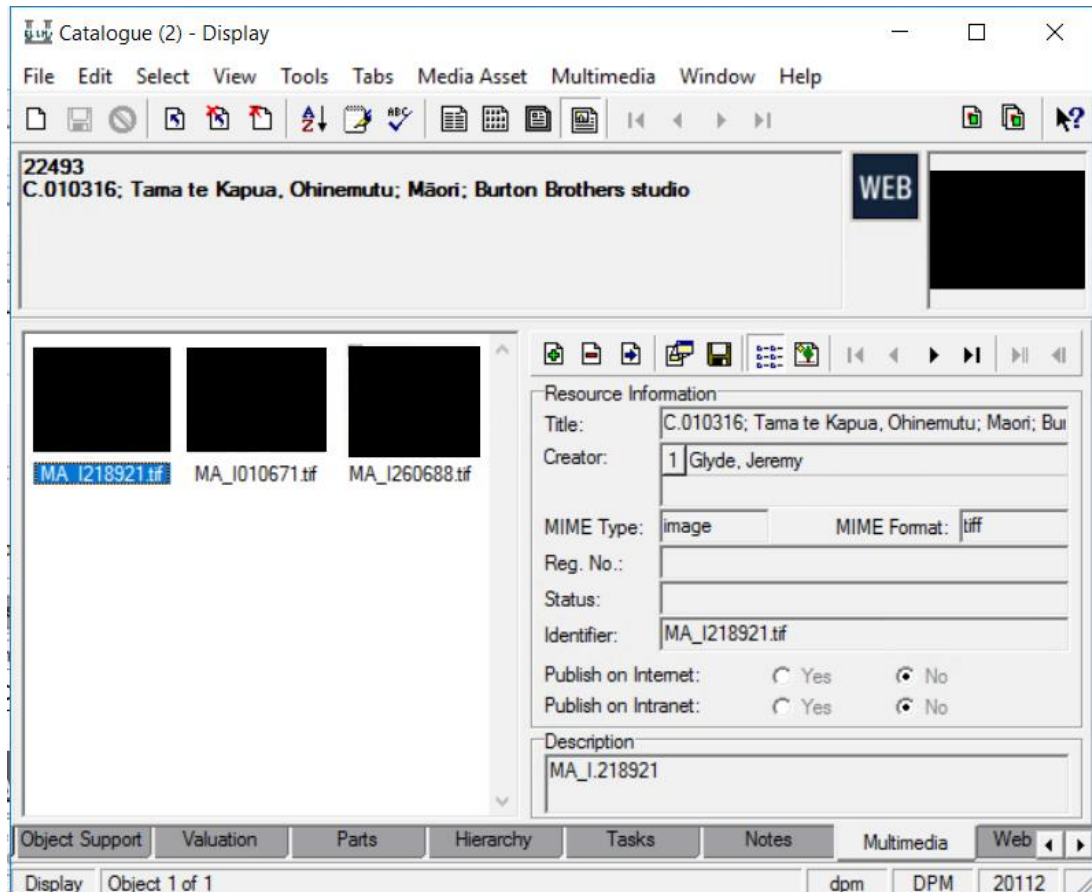 Catalogue (2) - Display
File Edit Select View Tools Tabs Media Asset Multimedia Window Help
22493
C.010316; Tama te Kapua, Ohinemutu; Māori; Burton Brothers studio
WEB
MA_I218921.tif MA_I010671.tif MA_I260688.tif
Resource Information
Title: C.010316; Tama te Kapua, Ohinemutu; Maori; Bur
Creator: 1 Glyde, Jeremy
MIME Type: image MIME Format: tiff
Reg. No.:
Status:
Identifier: MA_I218921.tif
Publish on Internet: Yes No
Publish on Intranet: Yes No
Description
MA_I.218921
Object Support Valuation Parts Hierarchy Tasks Notes Multimedia Web
Display Object 1 of 1 dpm DPM 20112